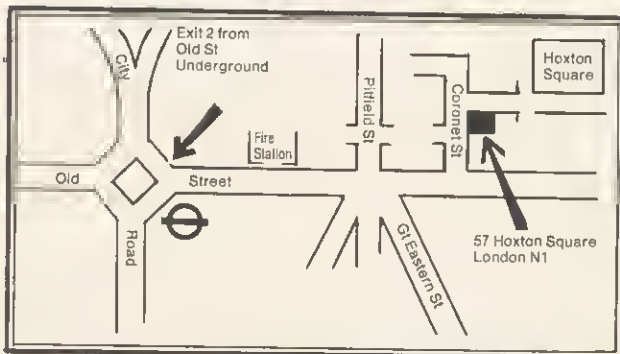 City
Exit 2 from
Old St
Underground
Fire
Station
Pitfield St
Coronet St
Hoxton
Square
Old
Street
Road
Gt Eastern St
57 Hoxton Square
London N1